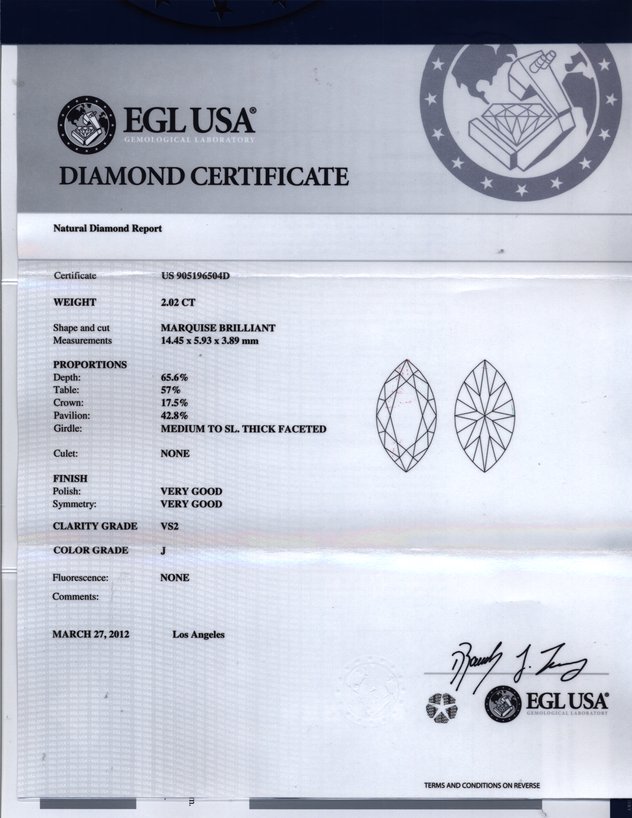 EGL USA®
GEMOLOGICAL LABORATORY
DIAMOND CERTIFICATE
Natural Diamond Report
Certificate US 905196504D
WEIGHT 2.02 CT
Shape and cut MARQUISE BRILLIANT
Measurements 14.45 x 5.93 x 3.89 mm
PROPORTIONS
Depth: 65.6%
Table: 57%
Crown: 17.5%
Pavilion: 42.8%
Girdle: MEDIUM TO SL. THICK FACETED
Culet: NONE
FINISH
Polish: VERY GOOD
Symmetry: VERY GOOD
CLARITY GRADE VS2
COLOR GRADE J
Fluorescence: NONE
Comments:
MARCH 27, 2012 Los Angeles
EGL USA®
GEMOLOGICAL LABORATORY
TERMS AND CONDITIONS ON REVERSE
m.